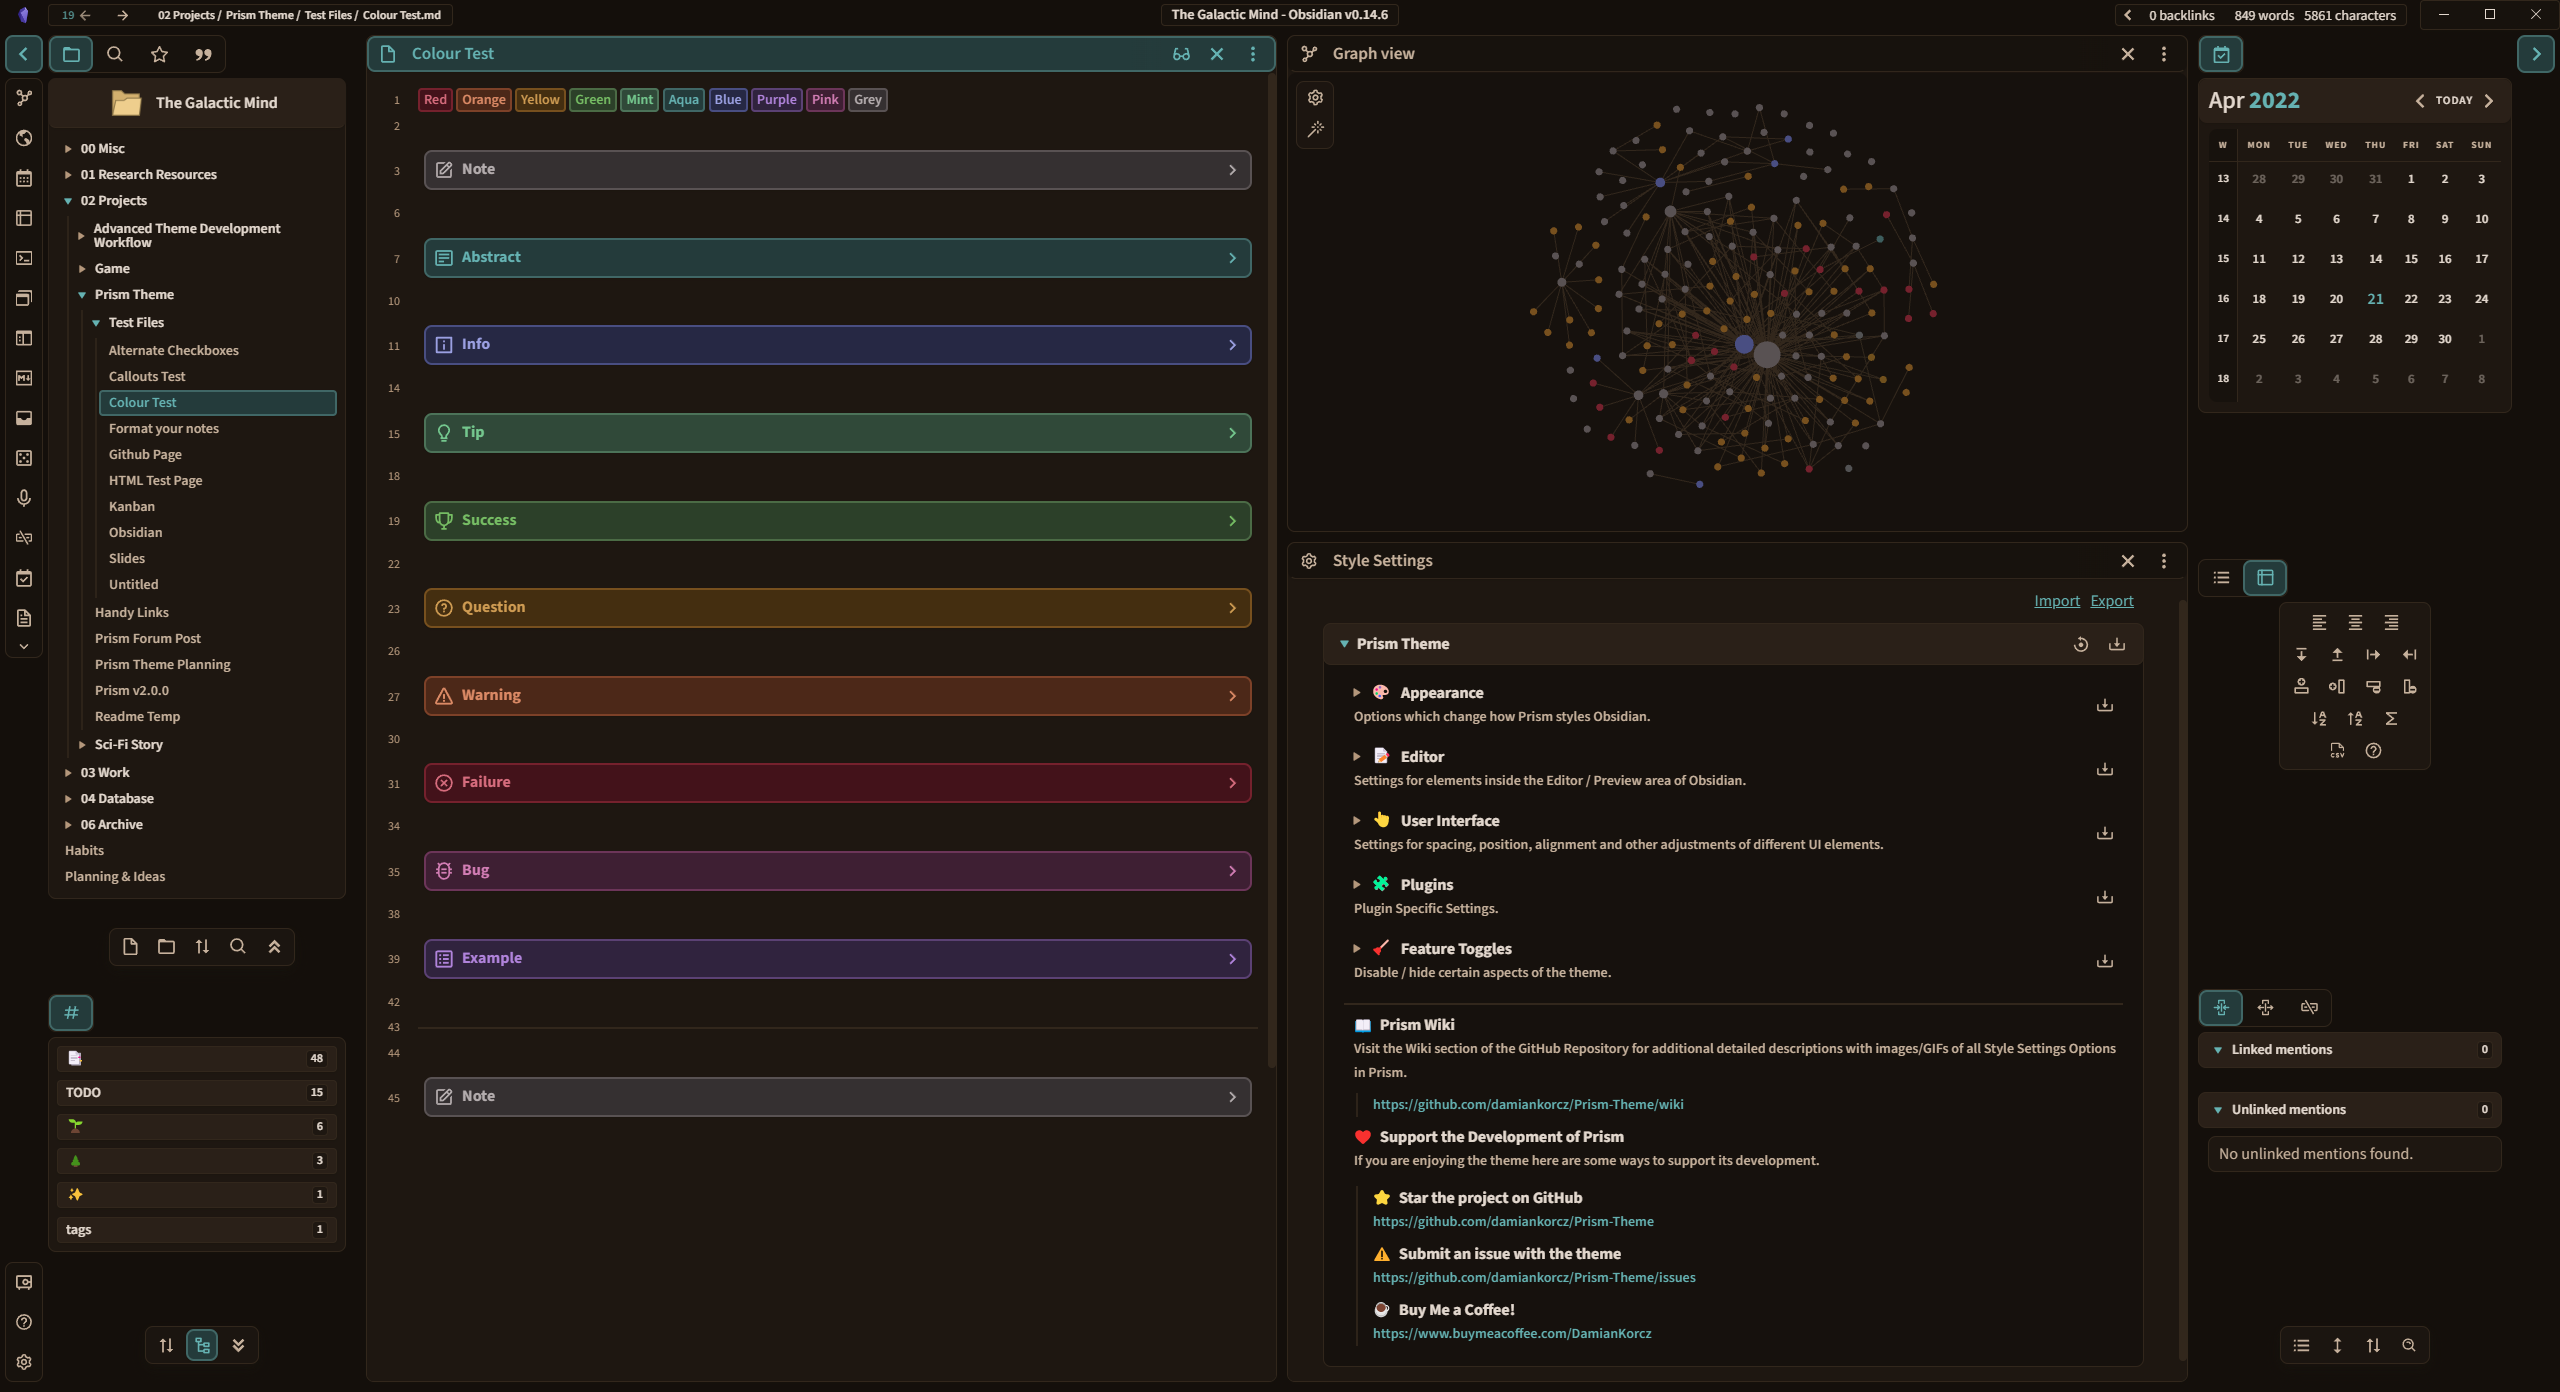 19
02 Projects / Prism Theme / Test Files / Colour Test.md
The Galactic Mind - Obsidian v0.14.6
0 backlinks 849 words 5861 characters
The Galactic Mind
00 Misc
01 Research Resources
02 Projects
Advanced Theme Development
Workflow
Game
Prism Theme
Test Files
Alternate Checkboxes
Callouts Test
Colour Test
Format your notes
Github Page
HTML Test Page
Kanban
Obsidian
Slides
Untitled
Handy Links
Prism Forum Post
Prism Theme Planning
Prism v2.0.0
Readme Temp
Sci-Fi Story
03 Work
04 Database
06 Archive
Habits
Planning & Ideas
#
48
TODO 15
6
3
1
tags 1
Colour Test
1 Red Orange Yellow Green Mint Aqua Blue Purple Pink Grey
2
3 Note
6
7 Abstract
10
11 Info
14
15 Tip
18
19 Success
22
23 Question
26
27 Warning
30
31 Failure
34
35 Bug
38
39 Example
42
43
44
45 Note
Graph view
Style Settings
Import Export
Prism Theme
Appearance
Options which change how Prism styles Obsidian.
Editor
Settings for elements inside the Editor / Preview area of Obsidian.
User Interface
Settings for spacing, position, alignment and other adjustments of different UI elements.
Plugins
Plugin Specific Settings.
Feature Toggles
Disable / hide certain aspects of the theme.
Prism Wiki
Visit the Wiki section of the GitHub Repository for additional detailed descriptions with images/GIFs of all Style Settings Options
in Prism.
https://github.com/damiankorcz/Prism-Theme/wiki
Support the Development of Prism
If you are enjoying the theme here are some ways to support its development.
Star the project on GitHub
https://github.com/damiankorcz/Prism-Theme
Submit an issue with the theme
https://github.com/damiankorcz/Prism-Theme/issues
Buy Me a Coffee!
https://www.buymeacoffee.com/DamianKorcz
Apr 2022 TODAY
W MON TUE WED THU FRI SAT SUN
13 28 29 30 31 1 2 3
14 4 5 6 7 8 9 10
15 11 12 13 14 15 16 17
16 18 19 20 21 22 23 24
17 25 26 27 28 29 30 1
18 2 3 4 5 6 7 8
CSV
Linked mentions 0
Unlinked mentions 0
No unlinked mentions found.